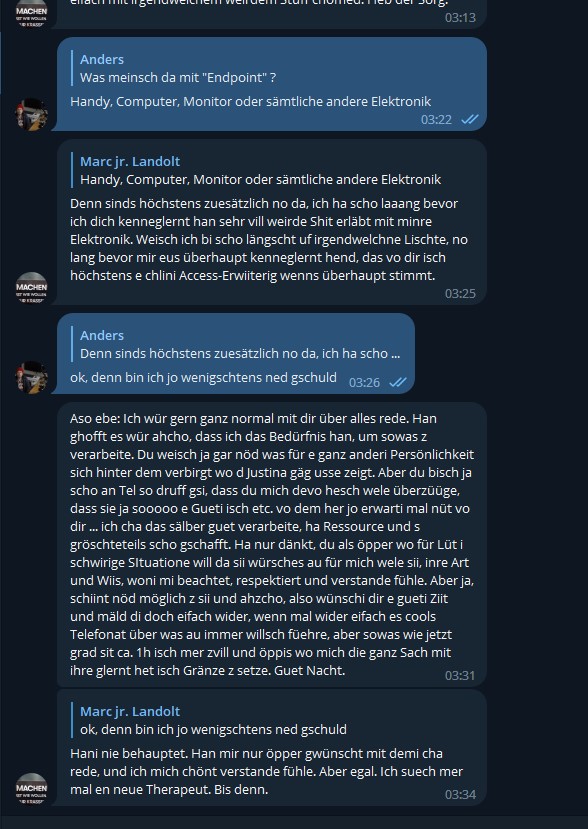 eifach mit irgendwelchem weirdem Stuff chomed. Heb der Sorg.
03:13
MACHEN
Anders
Was meinsch da mit "Endpoint" ?
Handy, Computer, Monitor oder sämtliche andere Elektronik
03:22
Marc jr. Landolt
Handy, Computer, Monitor oder sämtliche andere Elektronik
Denn sinds höchstens zuesätzlich no da, ich ha scho laaang bevor
ich dich kenneglernt han sehr vill weirde Shit erläbt mit minre
Elektronik. Weisch ich bi scho längscht uf irgendwelchne Lischte, no
lang bevor mir eus überhaupt kenneglernt hend, das vo dir isch
höchstens e chlini Access-Erwiiterig wenns überhaupt stimmt.
MACHEN
03:25
Anders
Denn sinds höchstens zuesätzlich no da, ich ha scho ...
ok, denn bin ich jo wenigschtens ned gschuld
03:26
Aso ebe: Ich wür gern ganz normal mit dir über alles rede. Han
ghofft es wür ahcho, dass ich das Bedürfnis han, um sowas z
verarbeite. Du weisch ja gar nöd was für e ganz anderi Persönlichkeit
sich hinter dem verbirgt wo d Justina gäg usse zeigt. Aber du bisch ja
scho an Tel so druff gsi, dass du mich devo hesch wele überzüüge,
dass sie ja sooooo e Gueti isch etc. vo dem her jo erwarti mal nüt vo
dir ... ich cha das sälber guet verarbeite, ha Ressource und s
gröschteteils scho gschafft. Ha nur dänkt, du als öpper wo für Lüt i
schwirige SItuatione will da sii würsches au für mich wele sii, inre Art
und Wiis, woni mi beachtet, respektiert und verstande fühle. Aber ja,
schiint nöd möglich z sii und ahzcho, also wünschi dir e gueti Ziit
und mäld di doch eifach wider, wenn mal wider eifach es cools
Telefonat über was au immer willsch füehre, aber sowas wie jetzt
grad sit ca. 1h isch mer zvill und öppis wo mich die ganz Sach mit
ihre glernt het isch Gränze z setze. Guet Nacht.
03:31
Marc jr. Landolt
ok, denn bin ich jo wenigschtens ned gschuld
Hani nie behauptet. Han mir nur öpper gwünscht mit demi cha
rede, und ich mich chönt verstande fühle. Aber egal. Ich suech mer
mal en neue Therapeut. Bis denn.
MACHEN
03:34